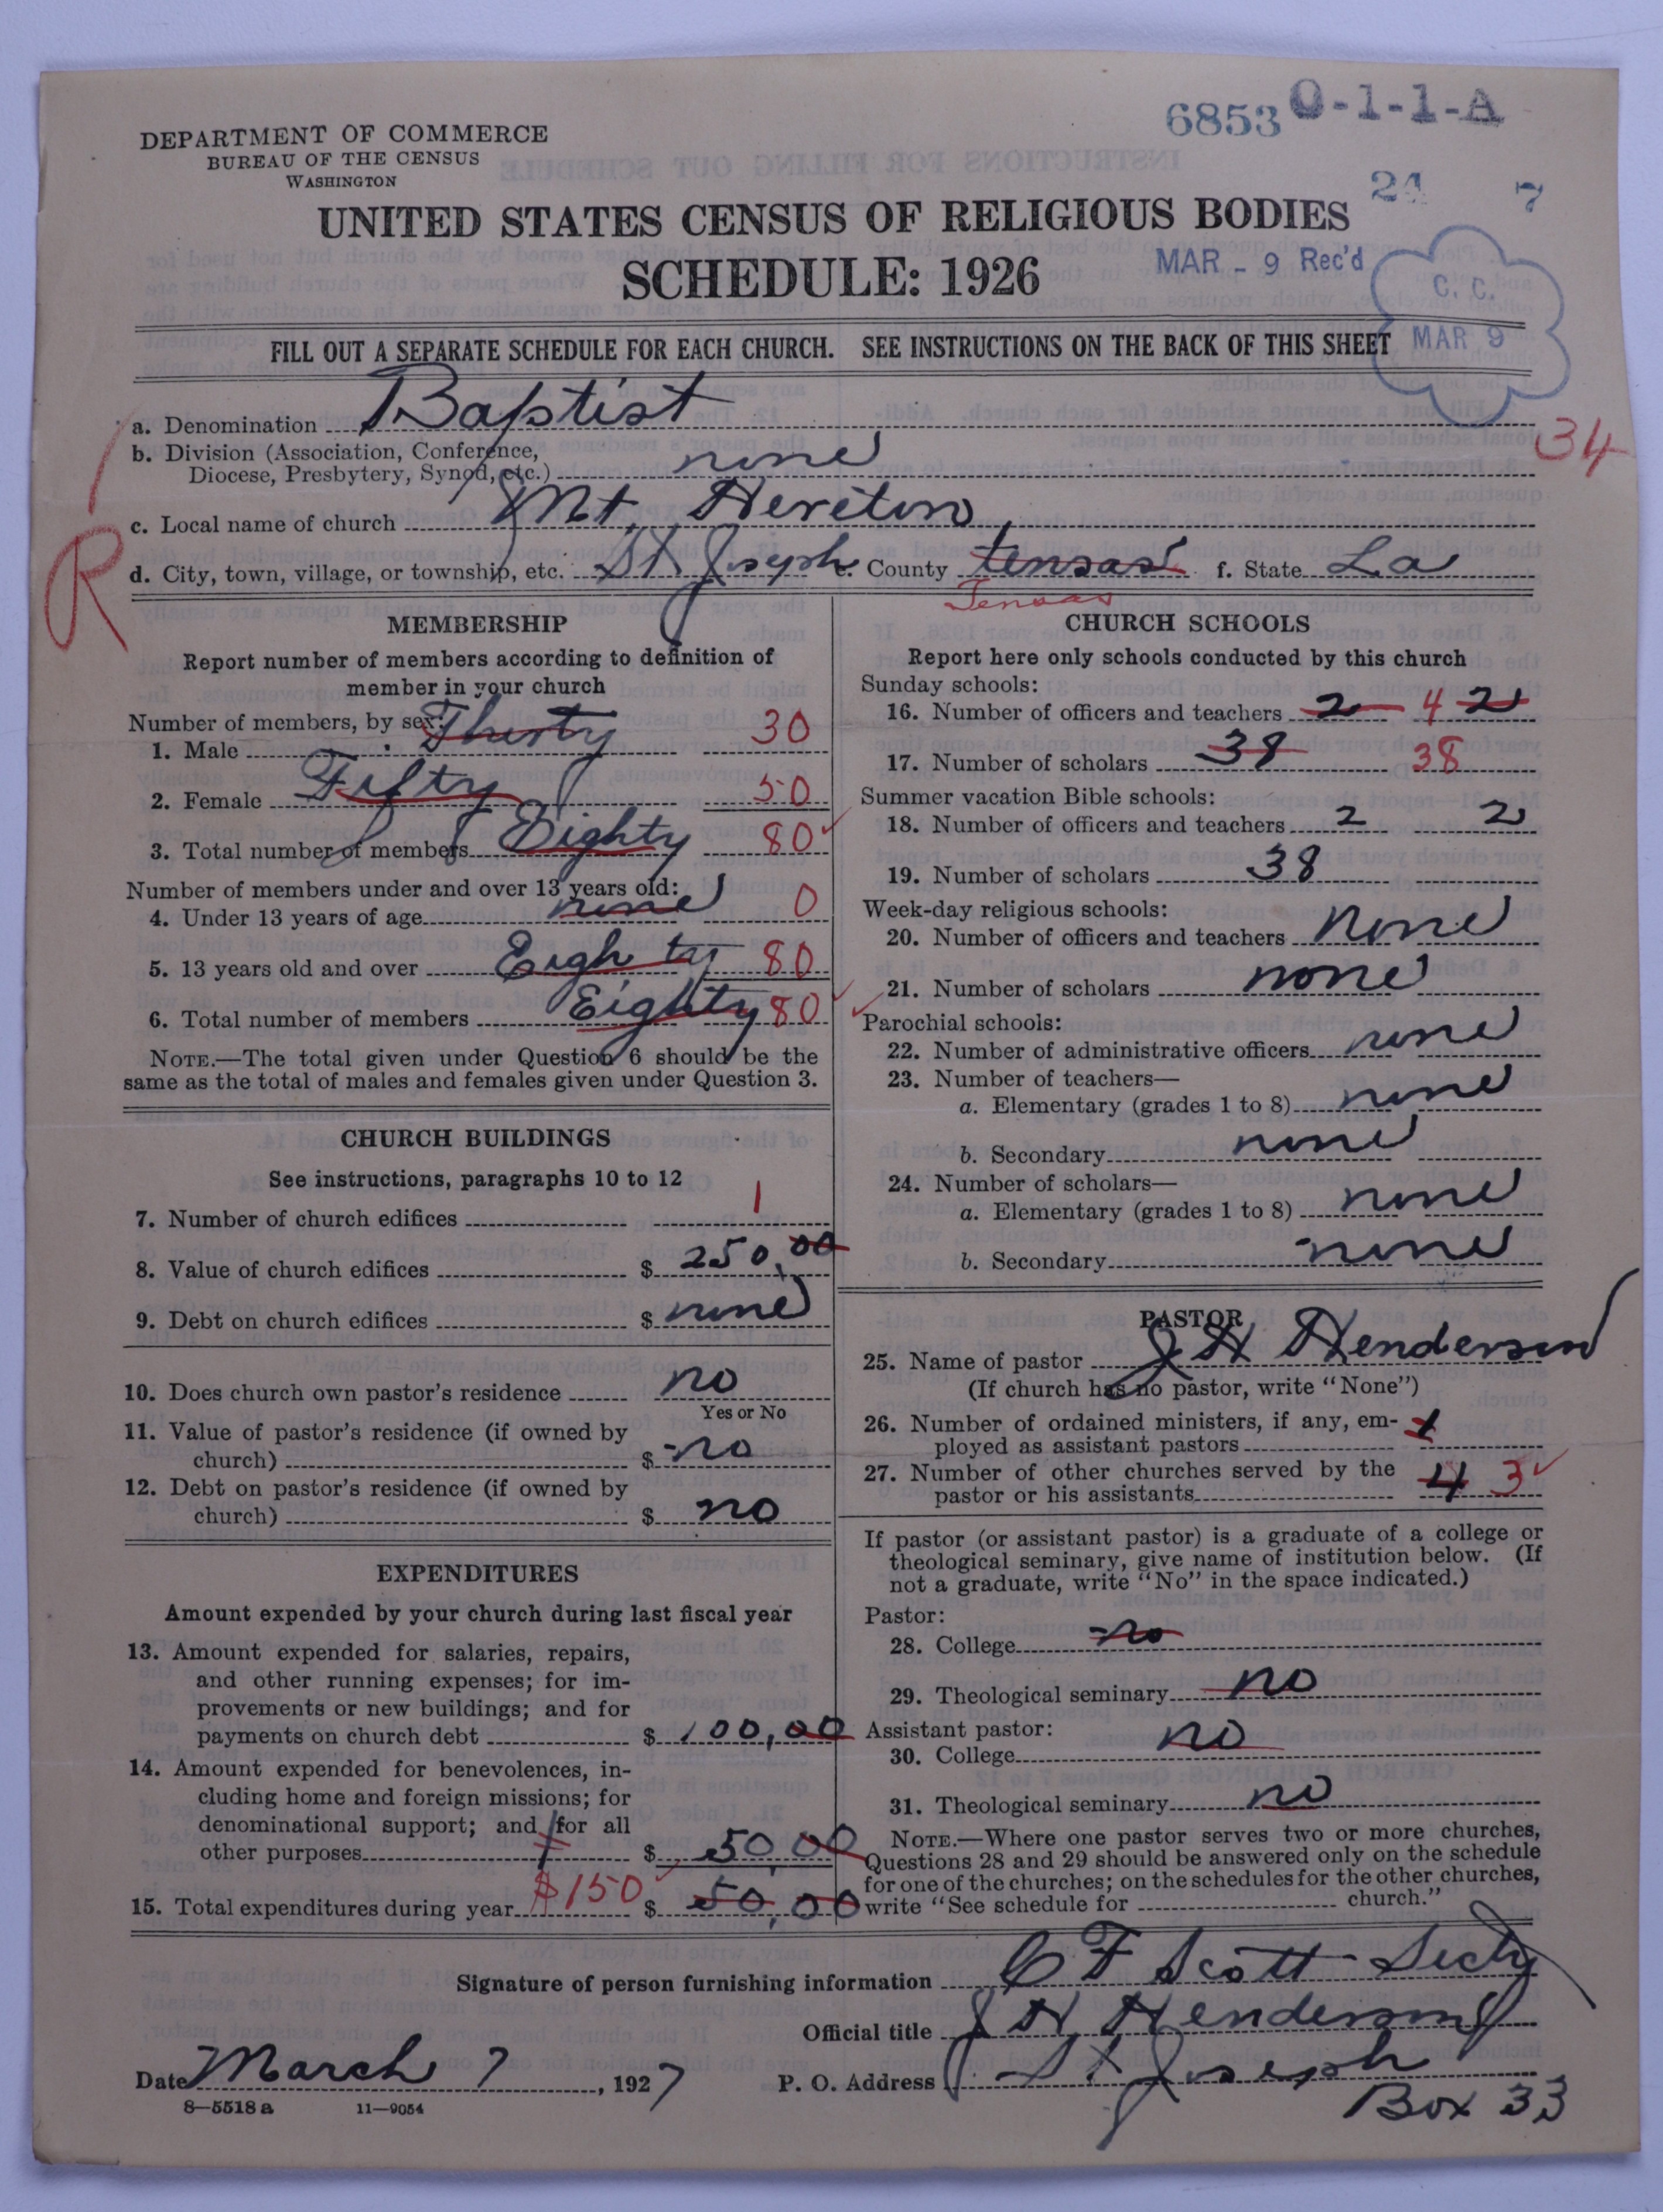 6853 O-1-1-A
DEPARTMENT OF COMMERCE
BUREAU OF THE CENSUS
WASHINGTON
24 7
UNITED STATES CENSUS OF RELIGIOUS BODIES
SCHEDULE: 1926
MAR - 9 Rec'd
C. C.
MAR 9
FILL OUT A SEPARATE SCHEDULE FOR EACH CHURCH. SEE INSTRUCTIONS ON THE BACK OF THIS SHEET
a. Denomination Baptist
34
b. Division (Association, Conference,
Diocese, Presbytery, Synod, etc.) none
c. Local name of church Mt. Hereton
R
d. City, town, village, or township, etc. St Joseph e. County tensas f. State La
Tensas
MEMBERSHIP
Report number of members according to definition of
member in your church
Number of members, by sex:
1. Male Thirty 30
2. Female Fifty 50
3. Total number of members Eighty 80
Number of members under and over 13 years old:
4. Under 13 years of age none 0
5. 13 years old and over Eighty 80
6. Total number of members Eighty 80
NOTE.—The total given under Question 6 should be the
same as the total of males and females given under Question 3.
CHURCH BUILDINGS
See instructions, paragraphs 10 to 12
7. Number of church edifices 1
8. Value of church edifices $ 250,00
9. Debt on church edifices $ none
10. Does church own pastor's residence no
Yes or No
11. Value of pastor's residence (if owned by
church) $ no
12. Debt on pastor's residence (if owned by
church) $ no
EXPENDITURES
Amount expended by your church during last fiscal year
13. Amount expended for salaries, repairs,
and other running expenses; for im-
provements or new buildings; and for
payments on church debt $ 100,00
14. Amount expended for benevolences, in-
cluding home and foreign missions; for
denominational support; and for all
other purposes $ 50,00
15. Total expenditures during year $150 $ 50,00
CHURCH SCHOOLS
Report here only schools conducted by this church
Sunday schools:
16. Number of officers and teachers 2 4 2
17. Number of scholars 38 38
Summer vacation Bible schools:
18. Number of officers and teachers 2 2
19. Number of scholars 38
Week-day religious schools:
20. Number of officers and teachers None
21. Number of scholars none
Parochial schools:
22. Number of administrative officers none
23. Number of teachers—
a. Elementary (grades 1 to 8) none
b. Secondary none
24. Number of scholars—
a. Elementary (grades 1 to 8) none
b. Secondary none
PASTOR
25. Name of pastor J H Henderson
(If church has no pastor, write "None")
26. Number of ordained ministers, if any, em-
ployed as assistant pastors 1
27. Number of other churches served by the
pastor or his assistants 4 3
If pastor (or assistant pastor) is a graduate of a college or
theological seminary, give name of institution below. (If
not a graduate, write "No" in the space indicated.)
Pastor:
28. College no
29. Theological seminary no
Assistant pastor:
30. College no
31. Theological seminary no
NOTE.—Where one pastor serves two or more churches,
Questions 28 and 29 should be answered only on the schedule
for one of the churches; on the schedules for the other churches,
write "See schedule for church."
Signature of person furnishing information C F Scott Secty
Official title J H Henderson
Date March 7, 1927 P. O. Address St Joseph
Box 33
8—5518 a 11—9054